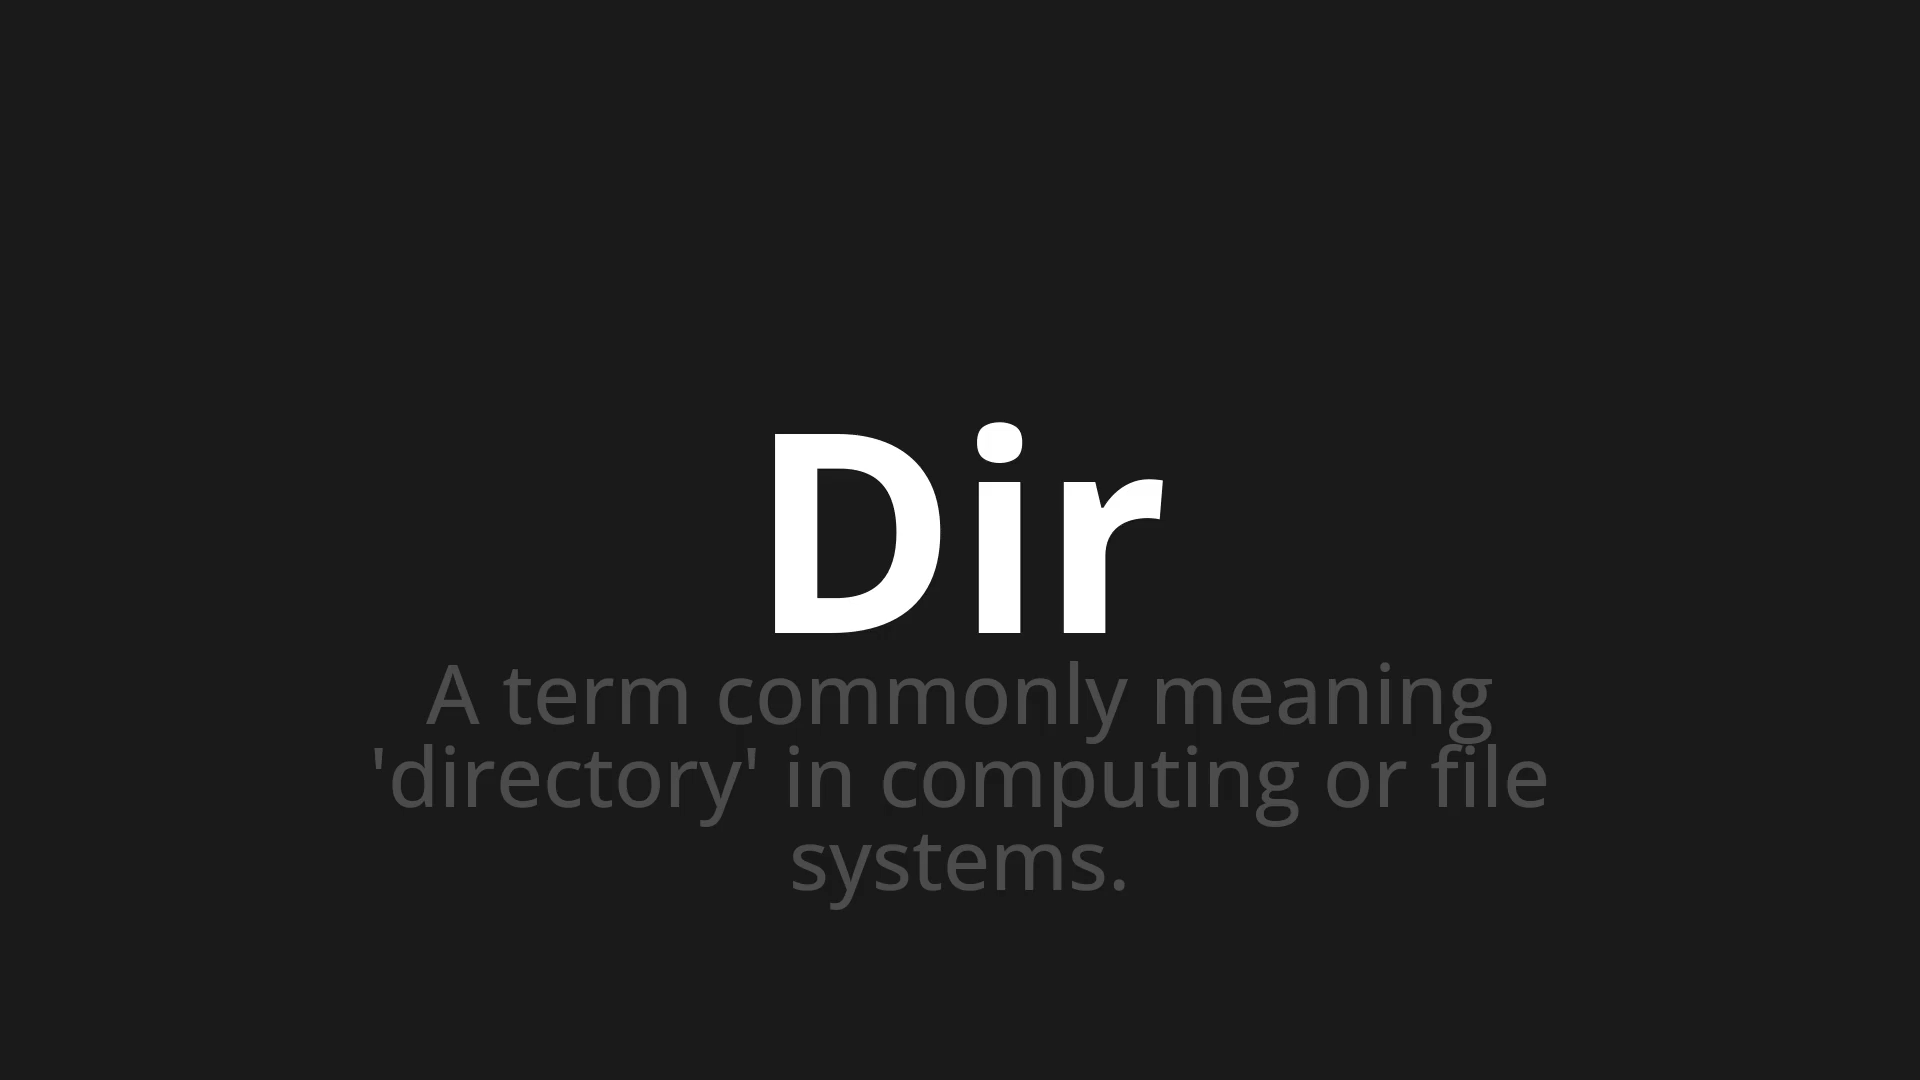 Dir
A term commonly meaning
'directory' in computing or file
systems.